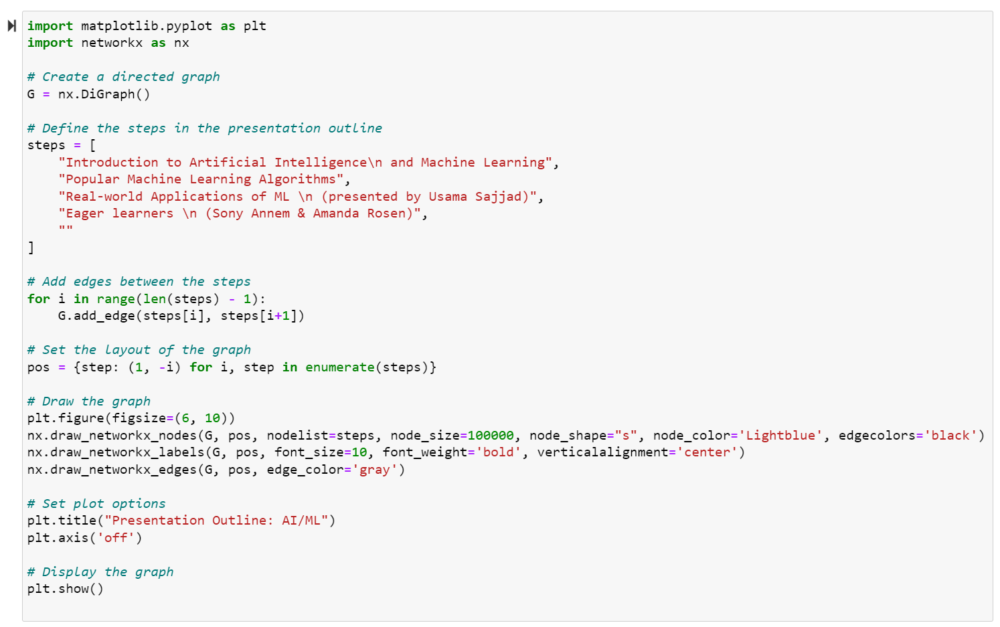 import matplotlib.pyplot as plt
import networkx as nx

# Create a directed graph
G = nx.DiGraph()

# Define the steps in the presentation outline
steps = [
    "Introduction to Artificial Intelligence\n and Machine Learning",
    "Popular Machine Learning Algorithms",
    "Real-world Applications of ML \n (presented by Usama Sajjad)",
    "Eager learners \n (Sony Annem & Amanda Rosen)",
    ""
]

# Add edges between the steps
for i in range(len(steps) - 1):
    G.add_edge(steps[i], steps[i+1])

# Set the layout of the graph
pos = {step: (1, -i) for i, step in enumerate(steps)}

# Draw the graph
plt.figure(figsize=(6, 10))
nx.draw_networkx_nodes(G, pos, nodelist=steps, node_size=100000, node_shape="s", node_color='Lightblue', edgecolors='black')
nx.draw_networkx_labels(G, pos, font_size=10, font_weight='bold', verticalalignment='center')
nx.draw_networkx_edges(G, pos, edge_color='gray')

# Set plot options
plt.title("Presentation Outline: AI/ML")
plt.axis('off')

# Display the graph
plt.show()